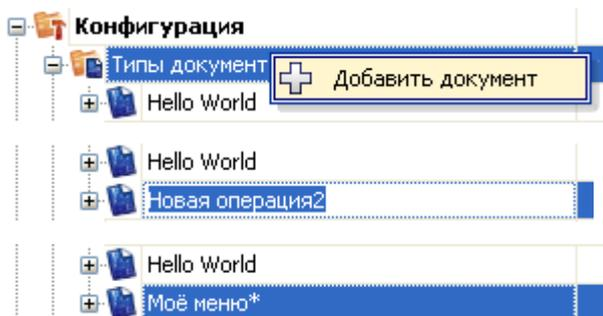 Конфигурация
Типы документ
Добавить документ
Hello World
Hello World
Новая операция2
Hello World
Моё меню*